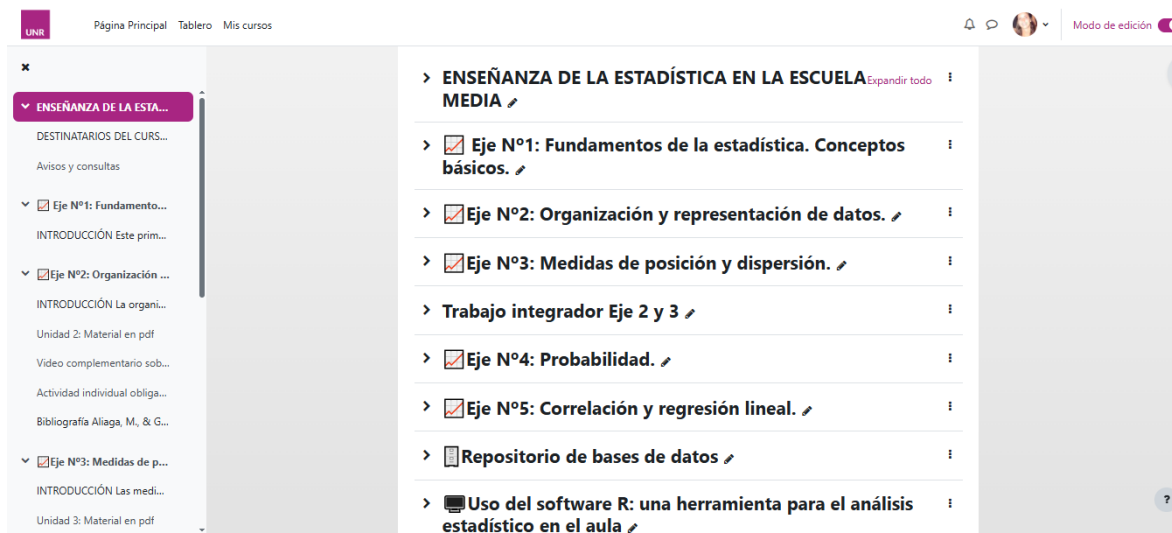 UNR
Página Principal Tablero Mis cursos
Modo de edición
ENSEÑANZA DE LA ESTA...
DESTINATARIOS DEL CURS...
Avisos y consultas
Eje Nº1: Fundamento...
INTRODUCCIÓN Este prim...
Eje Nº2: Organización ...
INTRODUCCIÓN La organi...
Unidad 2: Material en pdf
Video complementario sob...
Actividad individual obliga...
Bibliografía Aliaga, M., & G...
Eje Nº3: Medidas de p...
INTRODUCCIÓN Las medi...
Unidad 3: Material en pdf
ENSEÑANZA DE LA ESTADÍSTICA EN LA ESCUELA Expandir todo
MEDIA
Eje Nº1: Fundamentos de la estadística. Conceptos
básicos.
Eje Nº2: Organización y representación de datos.
Eje Nº3: Medidas de posición y dispersión.
Trabajo integrador Eje 2 y 3
Eje Nº4: Probabilidad.
Eje Nº5: Correlación y regresión lineal.
Repositorio de bases de datos
Uso del software R: una herramienta para el análisis
estadístico en el aula
?